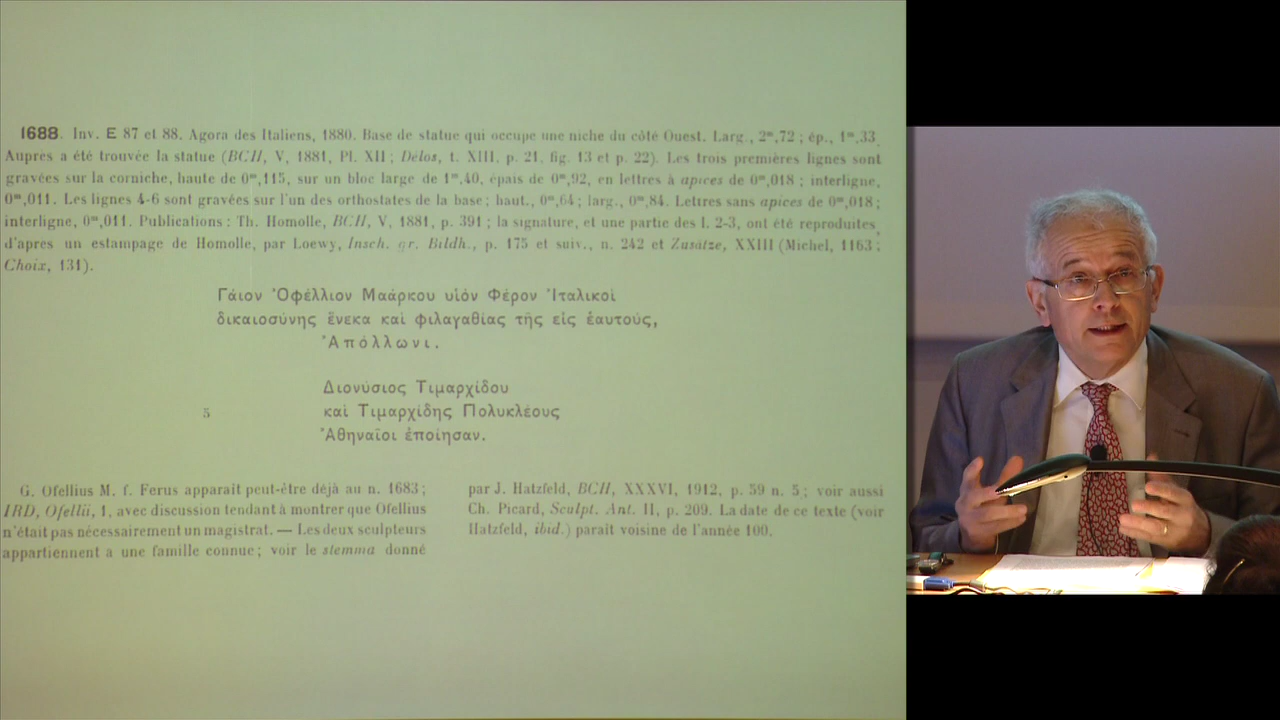 1688. Inv. E 87 et 88. Agora des Italiens, 1880. Base de statue qui occupe une niche du côté Ouest. Larg., 2ᵐ,72 ; ép., 1ᵐ,33.
Auprès a été trouvée la statue (BCH, V, 1881, Pl. XII ; Délos, t. XIII, p. 21, fig. 13 et p. 22). Les trois premières lignes sont
gravées sur la corniche, haute de 0ᵐ,115, sur un bloc large de 1ᵐ,40, épais de 0ᵐ,92, en lettres à apices de 0ᵐ,018 ; interligne,
0ᵐ,011. Les lignes 4-6 sont gravées sur l'un des orthostates de la base ; haut., 0ᵐ,64 ; larg., 0ᵐ,84. Lettres sans apices de 0ᵐ,018 ;
interligne, 0ᵐ,011. Publications : Th. Homolle, BCH, V, 1881, p. 391 ; la signature, et une partie des l. 2-3, ont été reproduites,
d'après un estampage de Homolle, par Loewy, Insch. gr. Bildh., p. 175 et suiv., n. 242 et Zusätze, XXIII (Michel, 1163 ;
Choix, 131).
Γάιον Ὀφέλλιον Μαάρκου υἱὸν Φέρον Ἰταλικοὶ
δικαιοσύνης ἕνεκα καὶ φιλαγαθίας τῆς εἰς ἑαυτούς,
Ἀπόλλωνι.
Διονύσιος Τιμαρχίδου
5 καὶ Τιμαρχίδης Πολυκλέους
Ἀθηναῖοι ἐποίησαν.
G. Ofellius M. f. Ferus apparaît peut-être déjà au n. 1683 ;
IRD, Ofellii, 1, avec discussion tendant à montrer que Ofellius
n'était pas nécessairement un magistrat. — Les deux sculpteurs
appartiennent à une famille connue ; voir le stemma donné
par J. Hatzfeld, BCH, XXXVI, 1912, p. 59 n. 5 ; voir aussi
Ch. Picard, Sculpt. Ant. II, p. 209. La date de ce texte (voir
Hatzfeld, ibid.) paraît voisine de l'année 100.